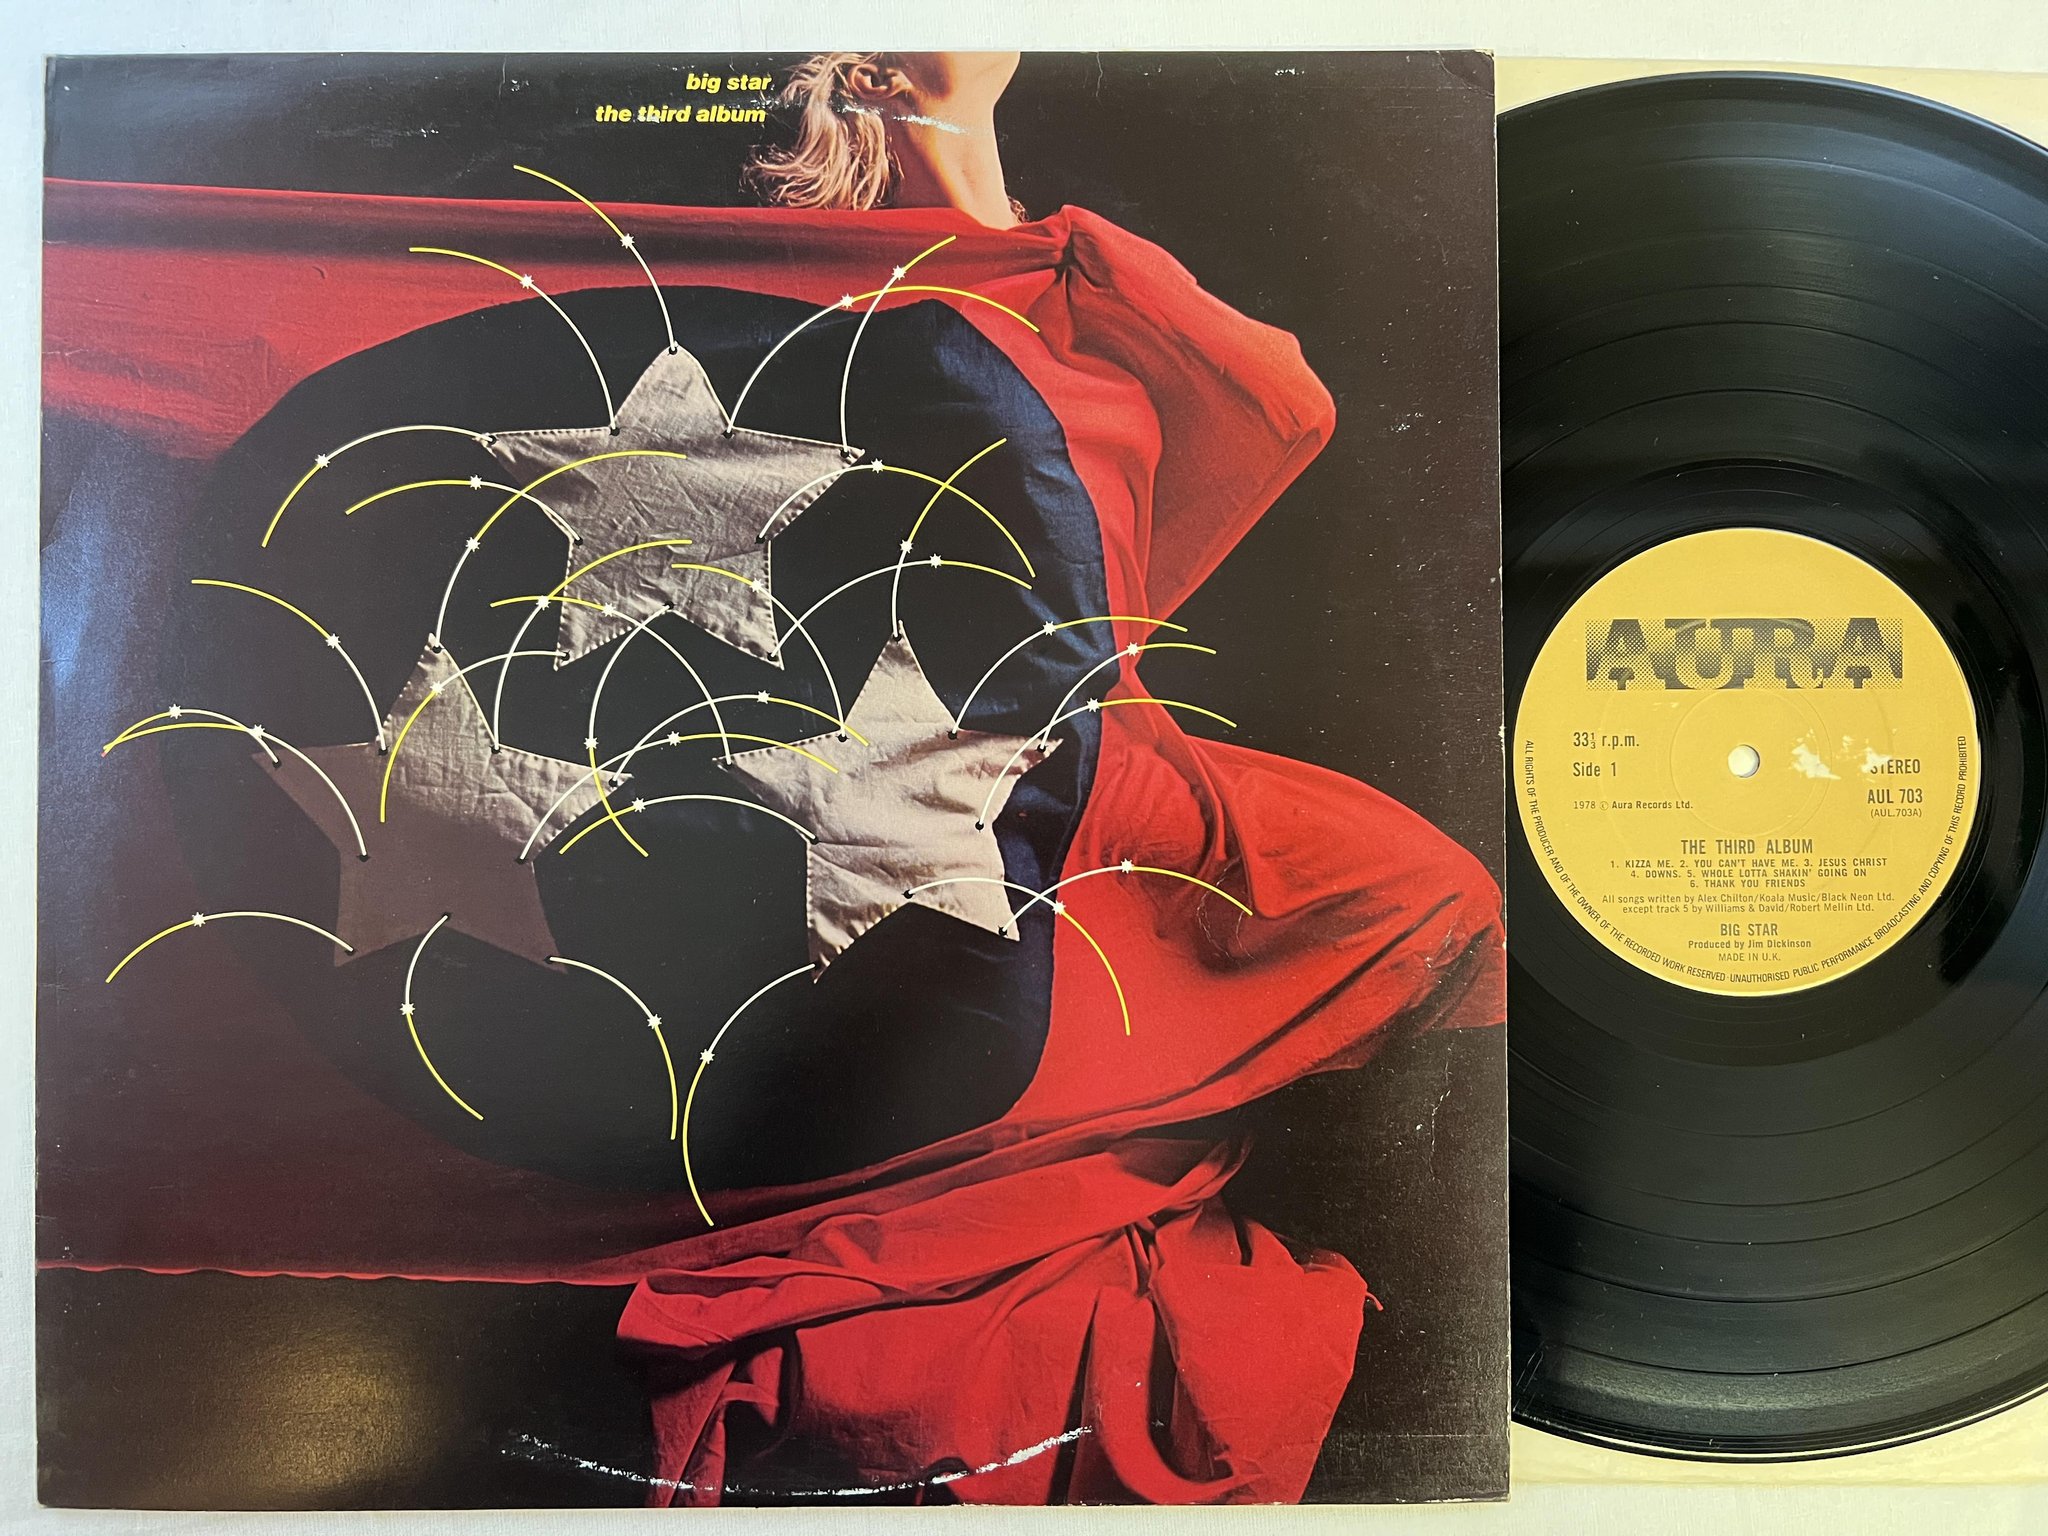 big star
the third album
AURA
33⅓ r.p.m.
Side 1
STEREO
AUL 703
(AUL.703A)
1978 Ⓟ Aura Records Ltd.
THE THIRD ALBUM
1. KIZZA ME. 2. YOU CAN'T HAVE ME. 3. JESUS CHRIST
4. DOWNS. 5. WHOLE LOTTA SHAKIN' GOING ON
6. THANK YOU FRIENDS
All songs written by Alex Chilton/Koala Music/Black Neon Ltd.
except track 5 by Williams & David/Robert Mellin Ltd.
BIG STAR
Produced by Jim Dickinson
MADE IN U.K.
ALL RIGHTS OF THE PRODUCER AND OF THE OWNER OF THE RECORDED WORK RESERVED·UNAUTHORISED PUBLIC PERFORMANCE BROADCASTING AND COPYING OF THIS RECORD PROHIBITED